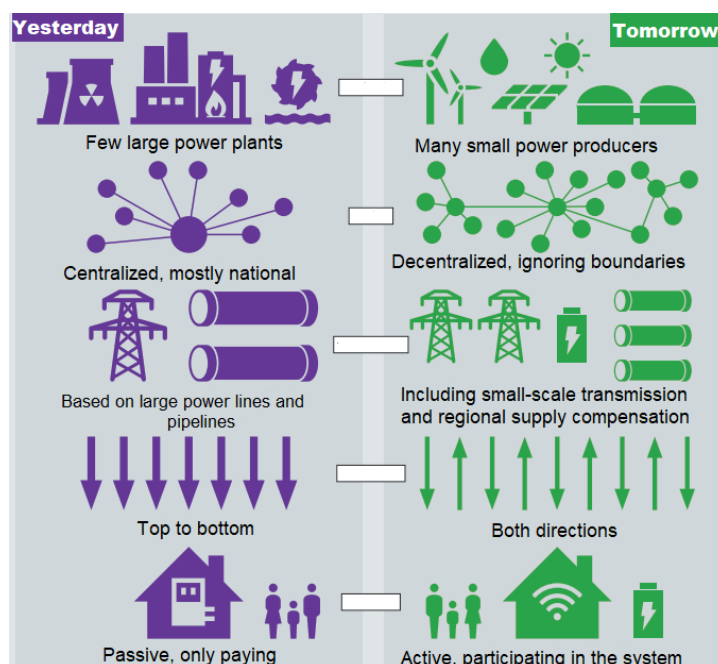 Yesterday
Tomorrow
Few large power plants
Many small power producers
Centralized, mostly national
Decentralized, ignoring boundaries
Based on large power lines and
pipelines
Including small-scale transmission
and regional supply compensation
Top to bottom
Both directions
Passive, only paying
Active, participating in the system